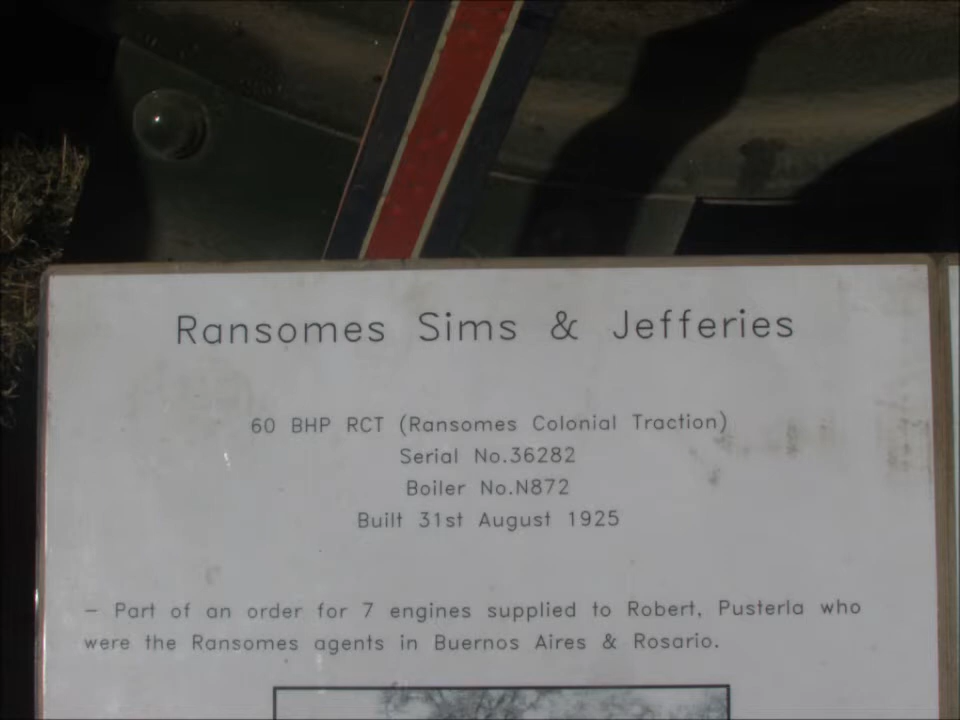 Ransomes Sims & Jefferies
60 BHP RCT (Ransomes Colonial Traction)
Serial No.36282
Boiler No.N872
Built 31st August 1925
– Part of an order for 7 engines supplied to Robert, Pusterla who
were the Ransomes agents in Buenos Aires & Rosario.